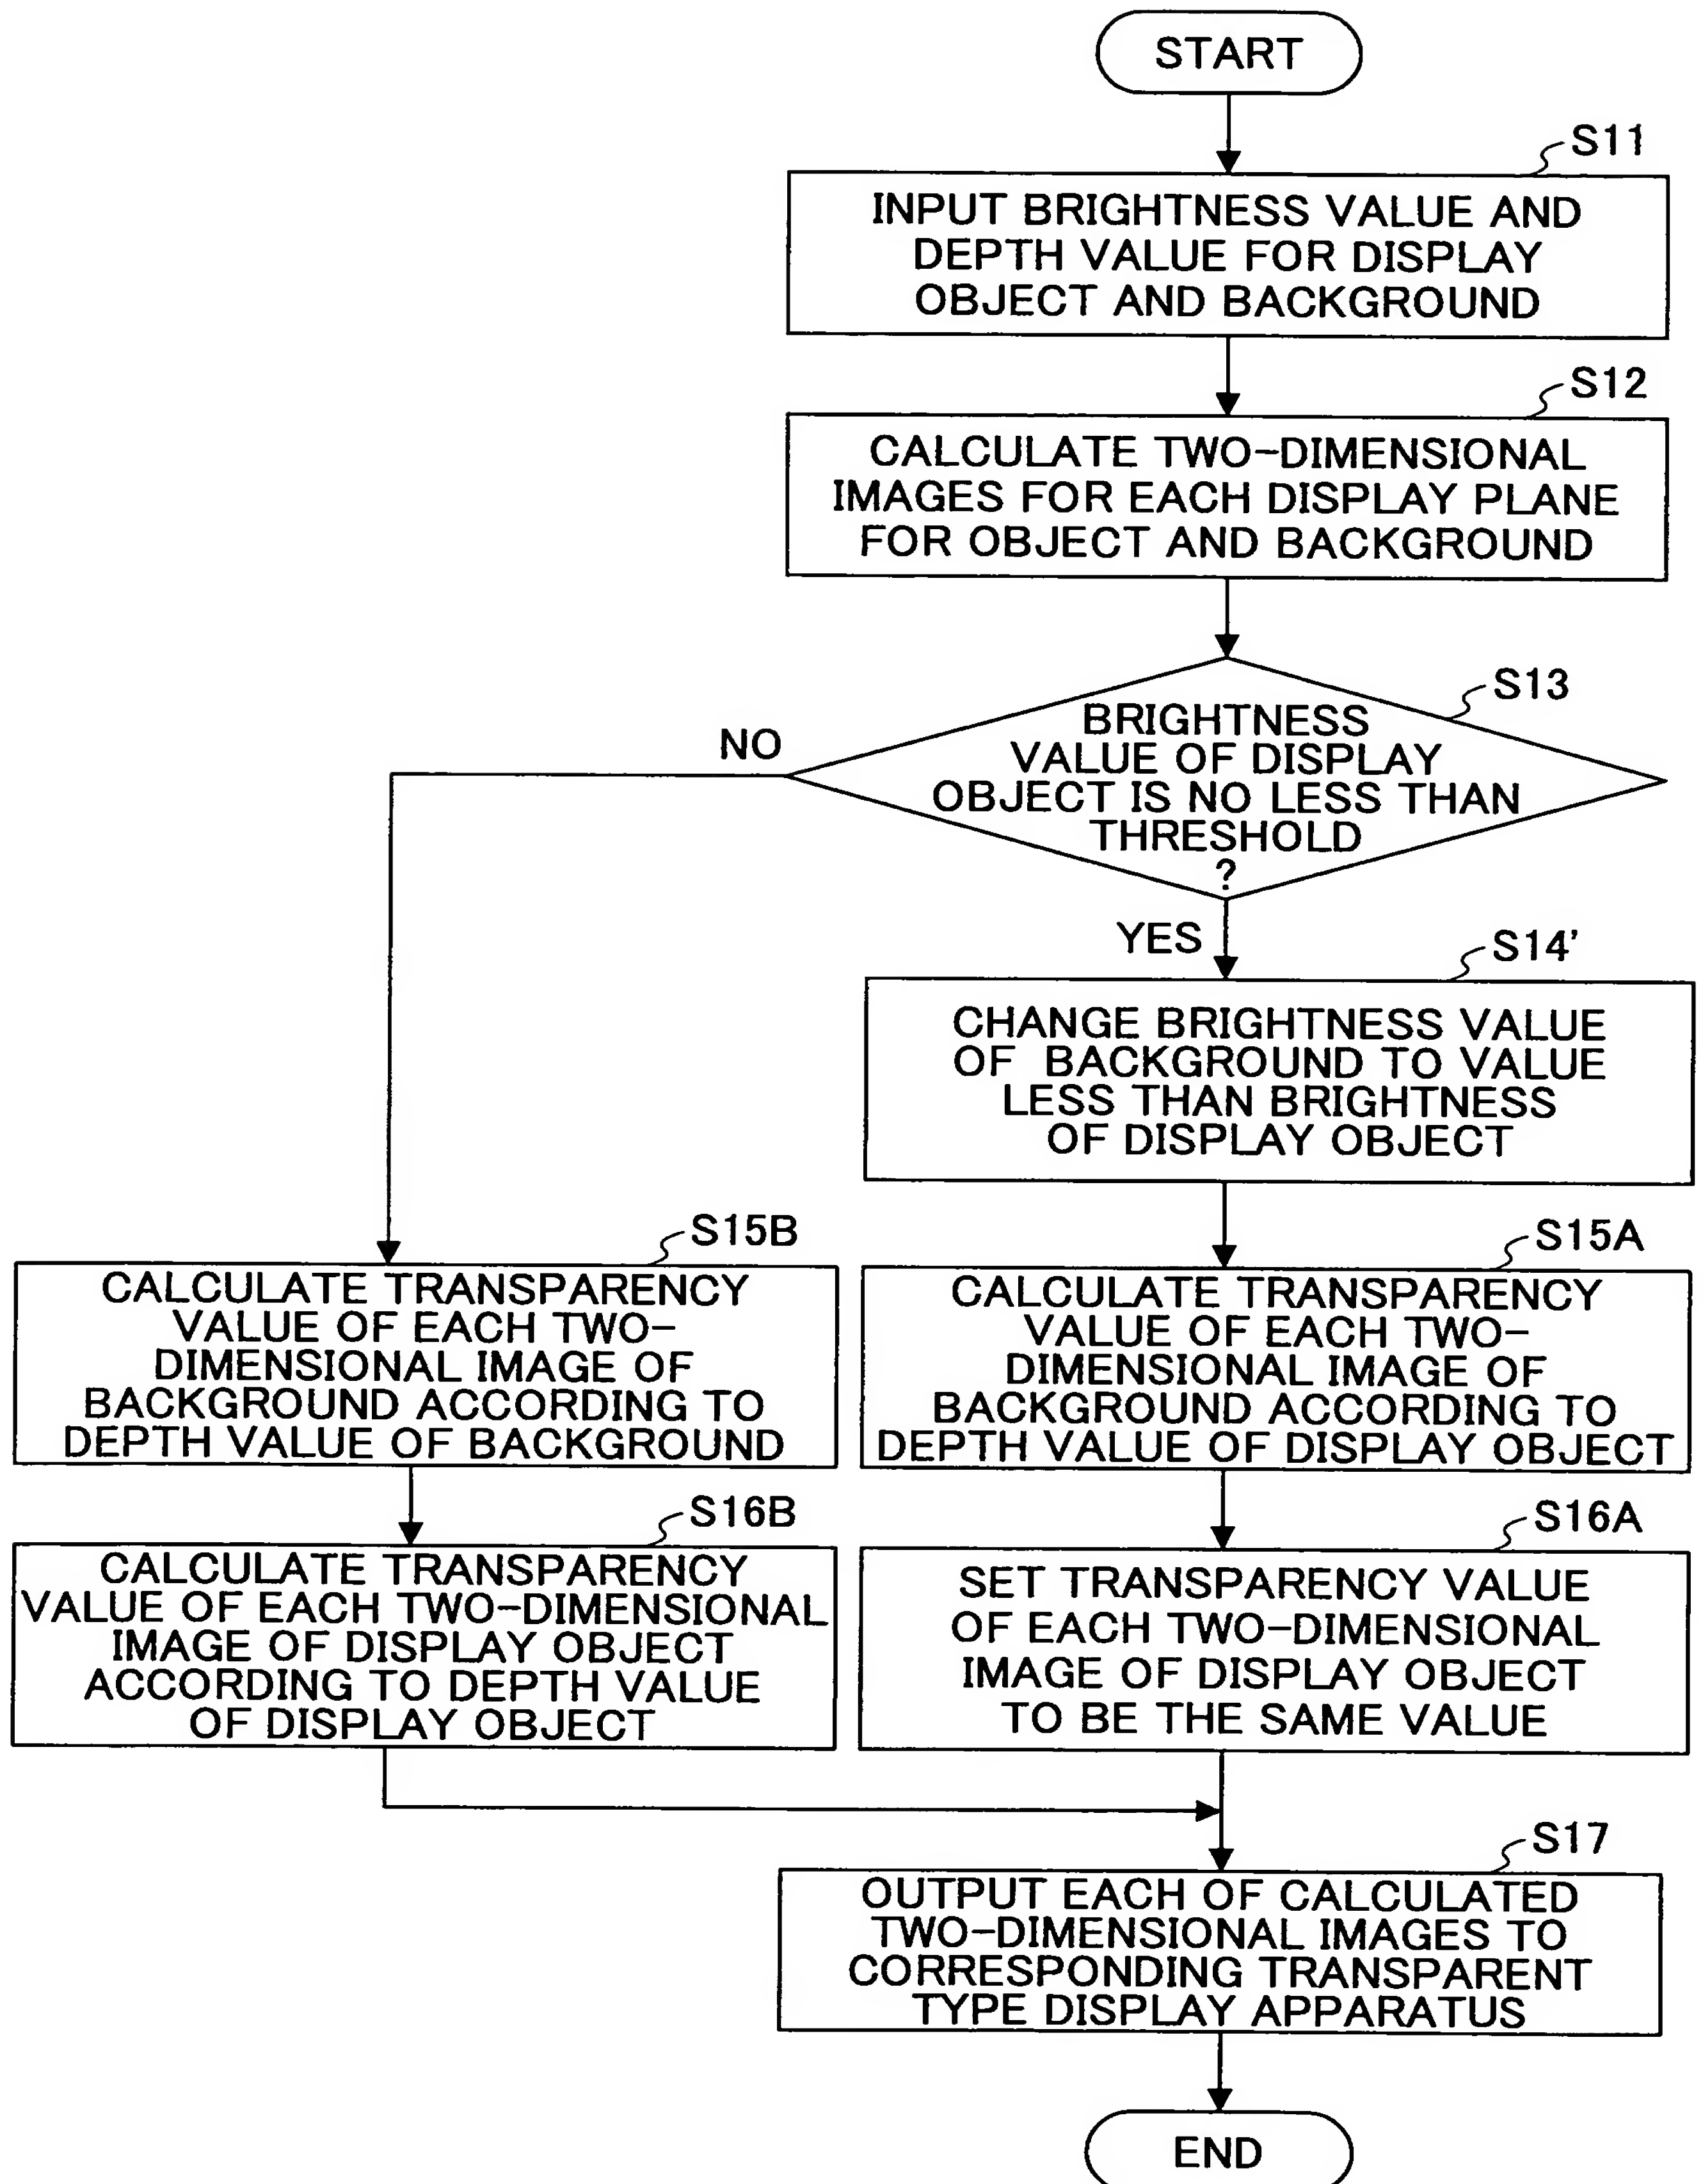 START
S11
INPUT BRIGHTNESS VALUE AND
DEPTH VALUE FOR DISPLAY
OBJECT AND BACKGROUND
S12
CALCULATE TWO-DIMENSIONAL
IMAGES FOR EACH DISPLAY PLANE
FOR OBJECT AND BACKGROUND
S13
BRIGHTNESS
VALUE OF DISPLAY
OBJECT IS NO LESS THAN
THRESHOLD
?
NO
YES
S14'
CHANGE BRIGHTNESS VALUE
OF BACKGROUND TO VALUE
LESS THAN BRIGHTNESS
OF DISPLAY OBJECT
S15B
CALCULATE TRANSPARENCY
VALUE OF EACH TWO-
DIMENSIONAL IMAGE OF
BACKGROUND ACCORDING TO
DEPTH VALUE OF BACKGROUND
S15A
CALCULATE TRANSPARENCY
VALUE OF EACH TWO-
DIMENSIONAL IMAGE OF
BACKGROUND ACCORDING TO
DEPTH VALUE OF DISPLAY OBJECT
S16B
CALCULATE TRANSPARENCY
VALUE OF EACH TWO-DIMENSIONAL
IMAGE OF DISPLAY OBJECT
ACCORDING TO DEPTH VALUE
OF DISPLAY OBJECT
S16A
SET TRANSPARENCY VALUE
OF EACH TWO-DIMENSIONAL
IMAGE OF DISPLAY OBJECT
TO BE THE SAME VALUE
S17
OUTPUT EACH OF CALCULATED
TWO-DIMENSIONAL IMAGES TO
CORRESPONDING TRANSPARENT
TYPE DISPLAY APPARATUS
END